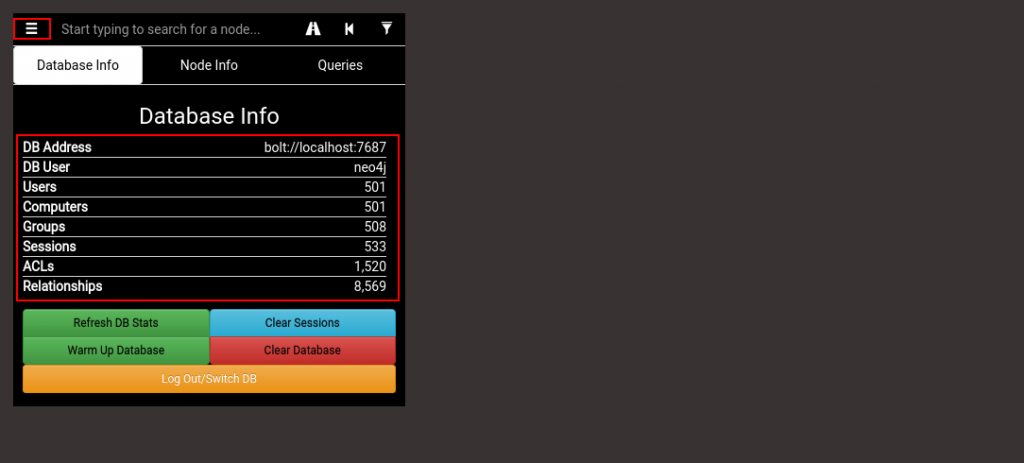 Start typing to search for a node...
Database Info Node Info Queries
Database Info
DB Address bolt://localhost:7687
DB User neo4j
Users 501
Computers 501
Groups 508
Sessions 533
ACLs 1,520
Relationships 8,569
Refresh DB Stats Clear Sessions
Warm Up Database Clear Database
Log Out/Switch DB